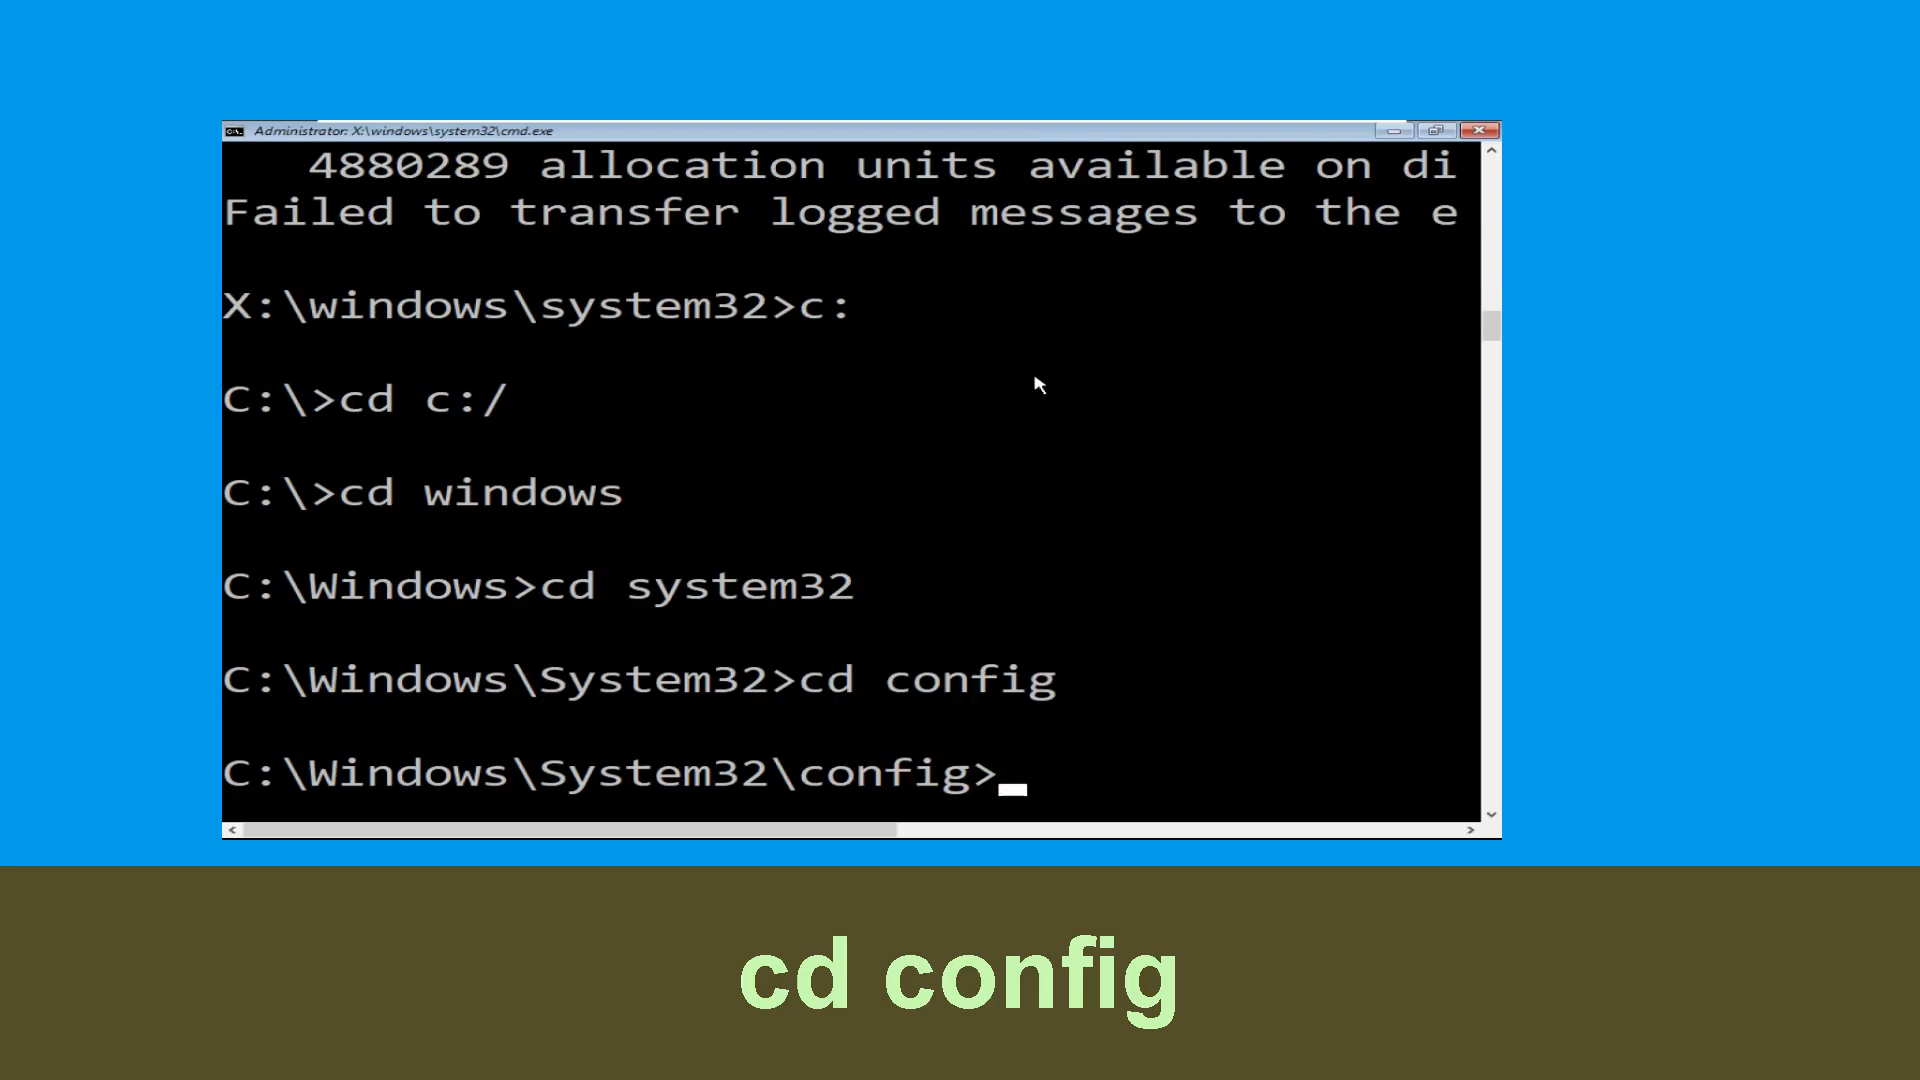 Administrator: X:\windows\system32\cmd.exe
4880289 allocation units available on di
Failed to transfer logged messages to the e
X:\windows\system32>c:
C:\>cd c:/
C:\>cd windows
C:\Windows>cd system32
C:\Windows\System32>cd config
C:\Windows\System32\config>
cd config